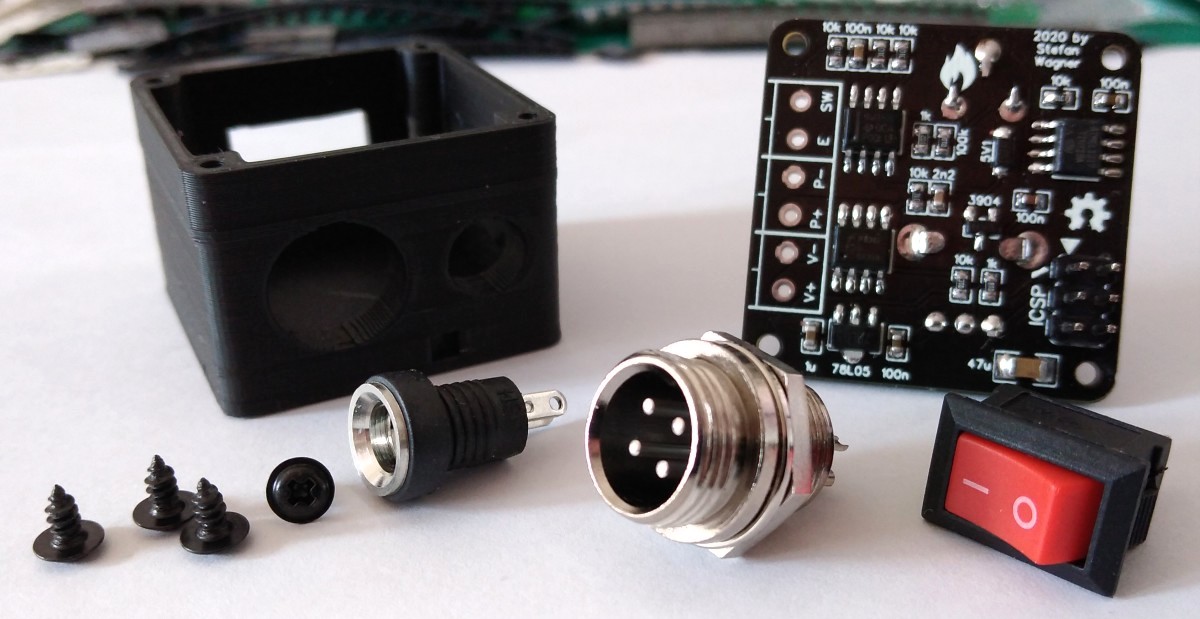 10k 100n 10k 10k
2020 By
Stefan
Wagner
10k
100n
SW
E
P-
P+
V-
V+
1k
100k
5V1
10k 2n2
3904
100n
10k
1k
ICSP
1u
78L05
100n
47u
I
O